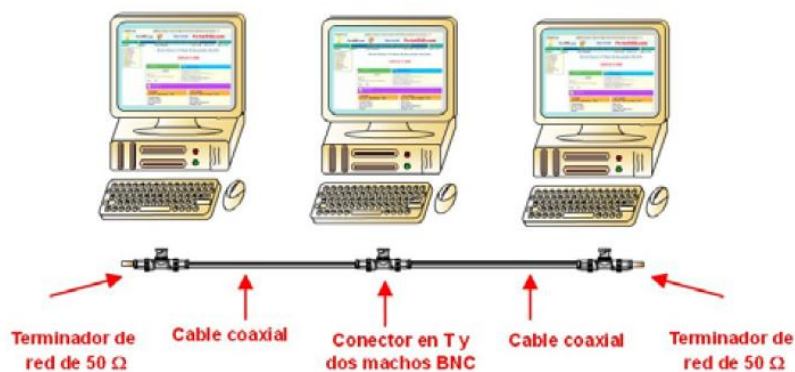 Terminador de
red de 50 Ω
Cable coaxial
Conector en T y
dos machos BNC
Cable coaxial
Terminador de
red de 50 Ω